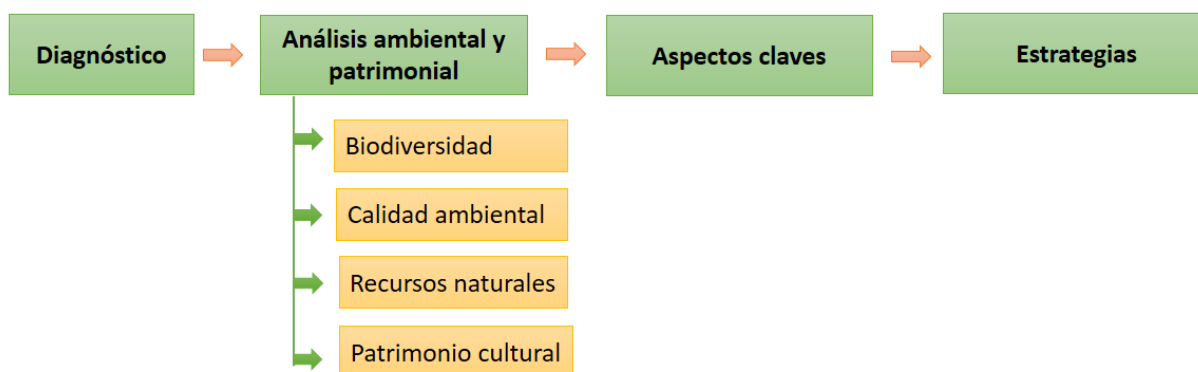 Diagnóstico
Análisis ambiental y
patrimonial
Aspectos claves
Estrategias
Biodiversidad
Calidad ambiental
Recursos naturales
Patrimonio cultural